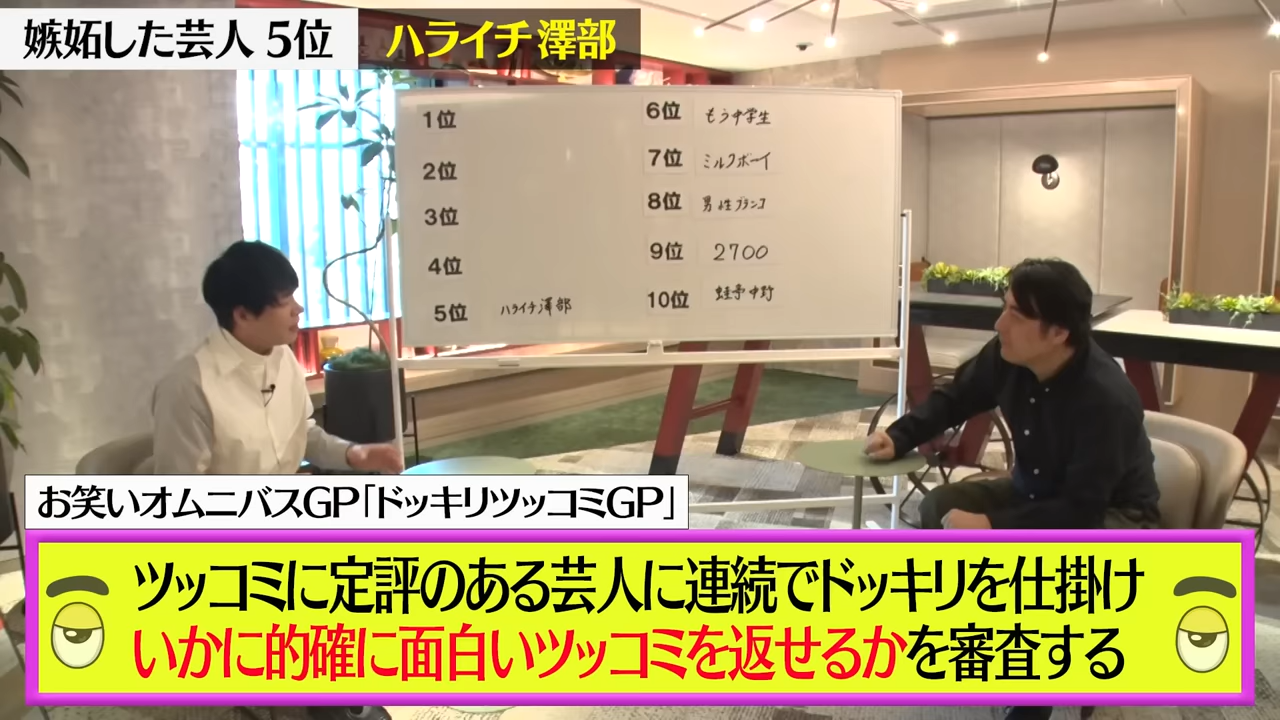 嫉妬した芸人 5位 ハライチ 澤部
1位
2位
3位
4位
5位 ハライチ澤部
6位 もう中学生
7位 ミルクボーイ
8位 男性ブランコ
9位 2700
10位 蛙亭中野
お笑いオムニバスGP「ドッキリツッコミGP」
ツッコミに定評のある芸人に連続でドッキリを仕掛け
いかに的確に面白いツッコミを返せるかを審査する